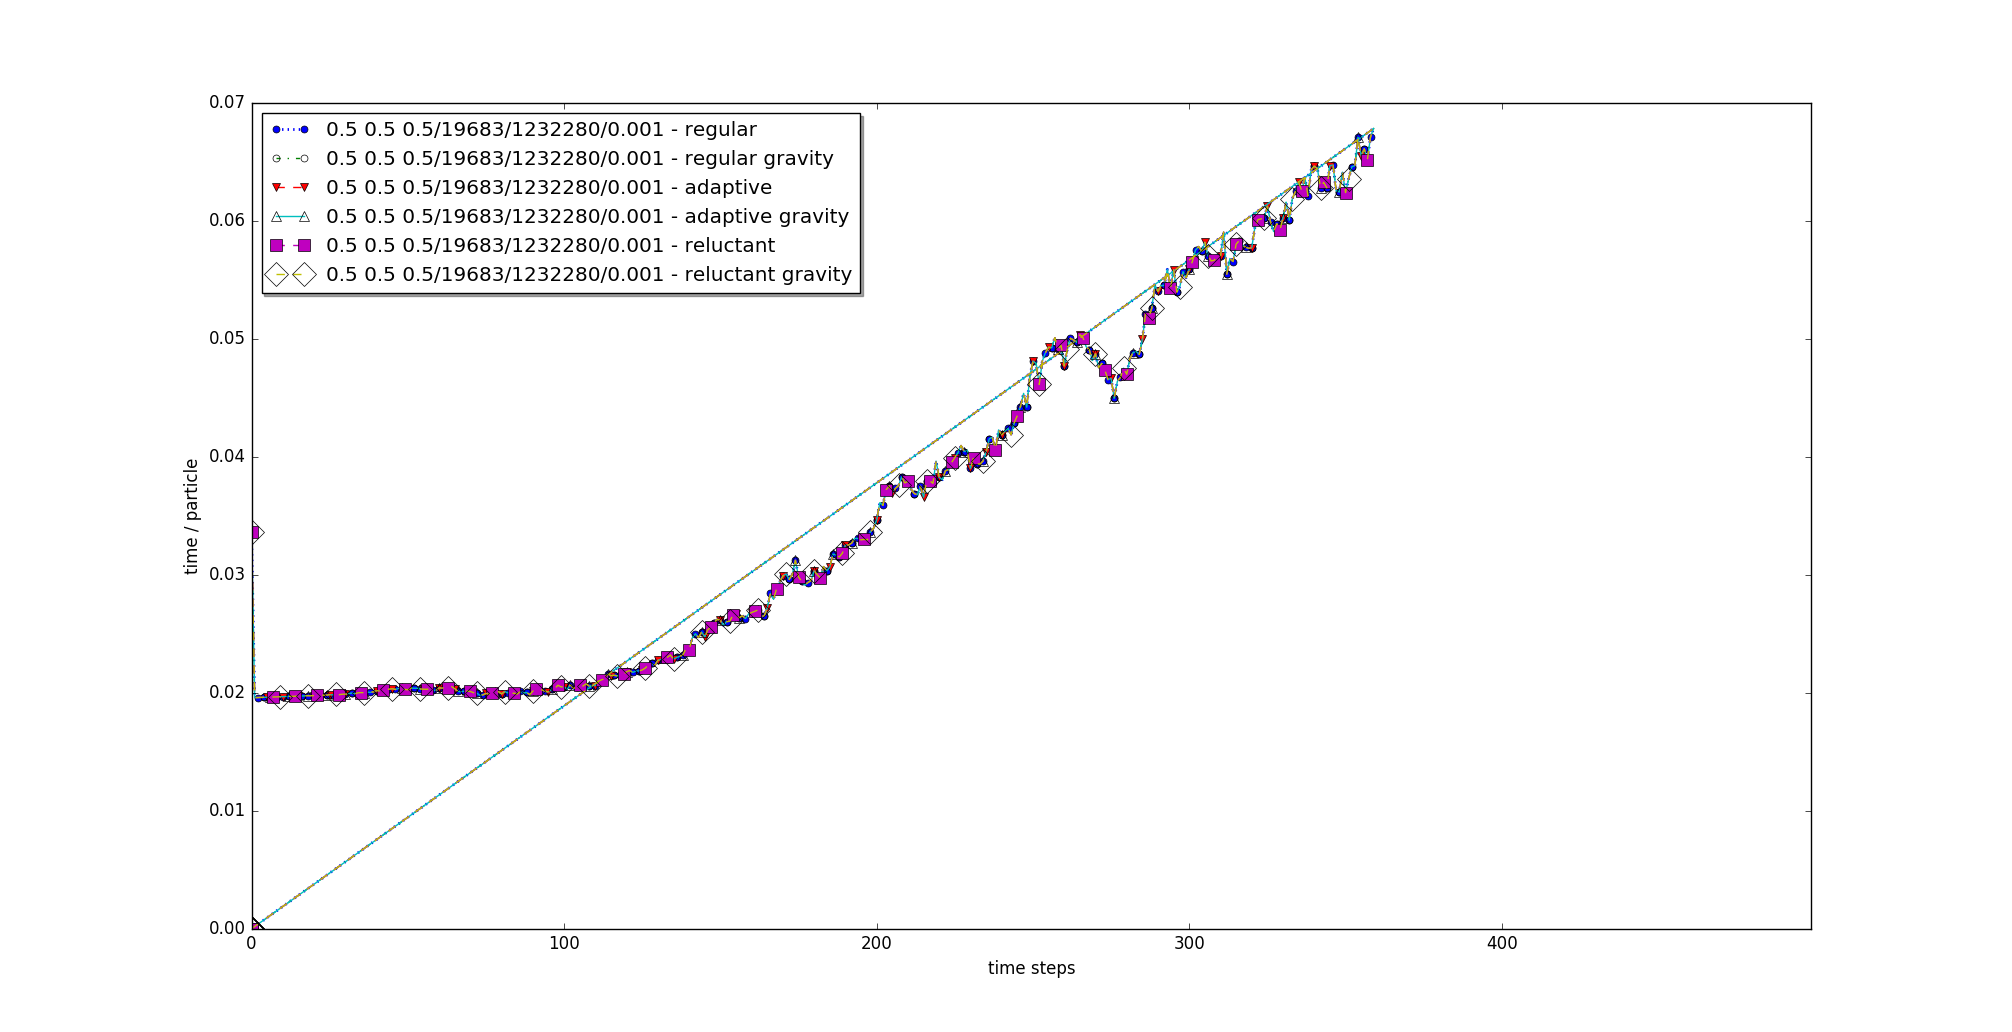 0.07
0.06
0.05
0.04
0.03
0.02
0.01
0.00
time / particle
0.5 0.5 0.5/19683/1232280/0.001 - regular
0.5 0.5 0.5/19683/1232280/0.001 - regular gravity
0.5 0.5 0.5/19683/1232280/0.001 - adaptive
0.5 0.5 0.5/19683/1232280/0.001 - adaptive gravity
0.5 0.5 0.5/19683/1232280/0.001 - reluctant
0.5 0.5 0.5/19683/1232280/0.001 - reluctant gravity
0 100 200 300 400
time steps